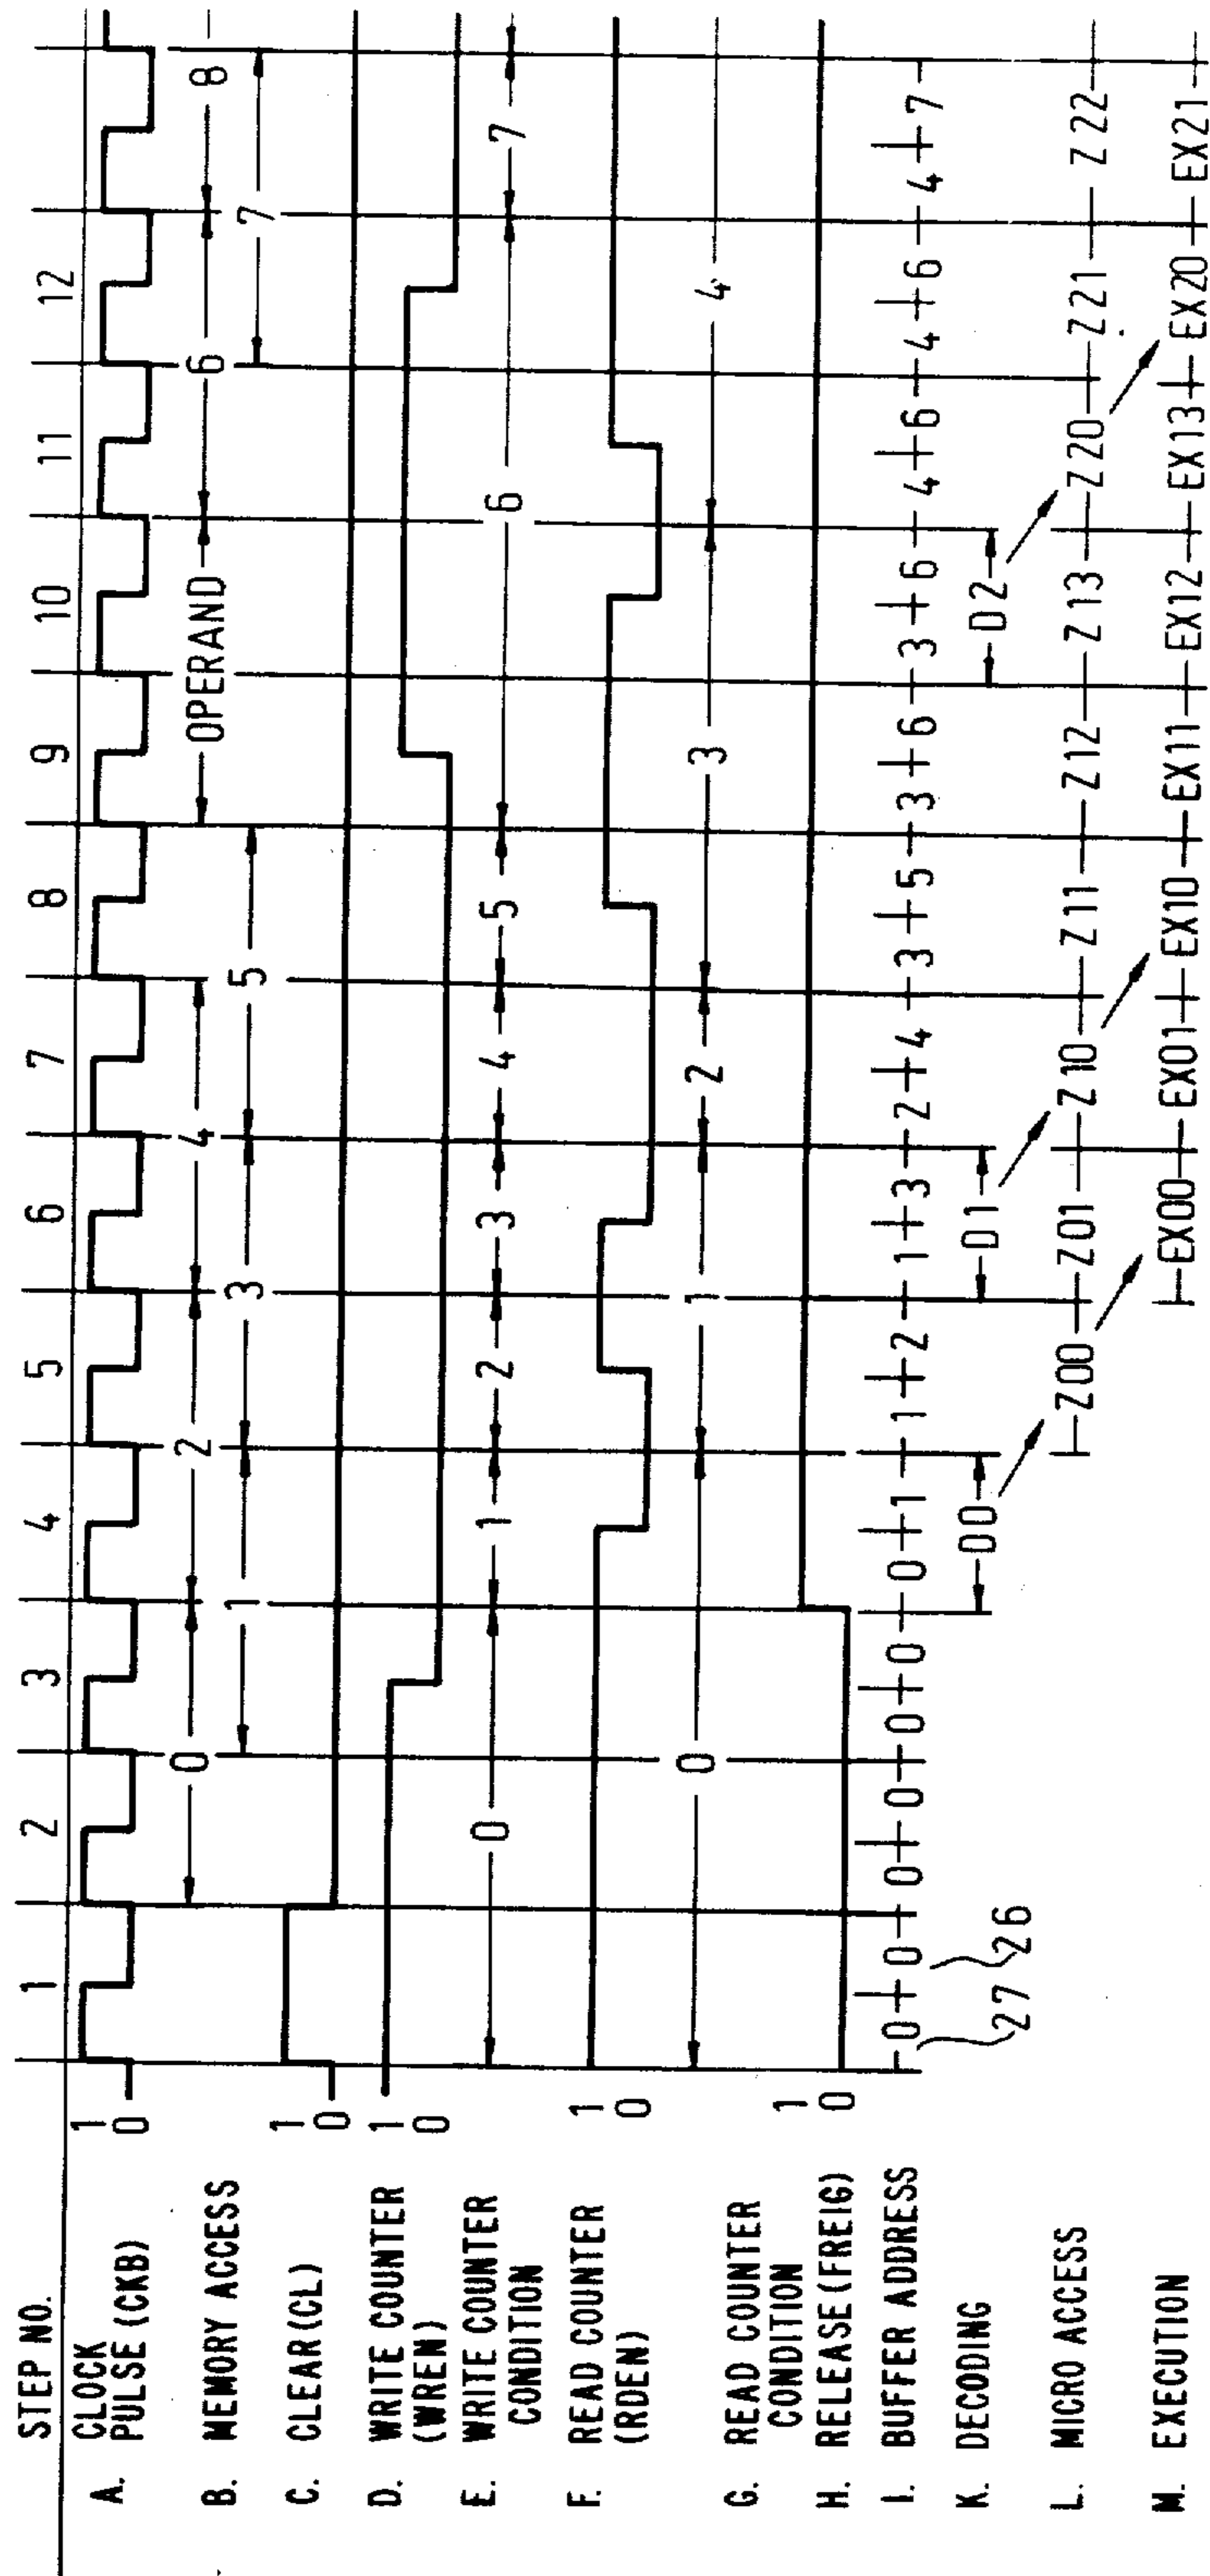 STEP NO. 1 2 3 4 5 6 7 8 9 10 11 12
A. CLOCK PULSE (CKB) 1 0
B. MEMORY ACCESS 0 2 4 OPERAND 6 8
1 3 5 7
C. CLEAR (CL) 1 0
D. WRITE COUNTER (WREN) 1 0
E. WRITE COUNTER CONDITION 0 1 2 3 4 5 6 7
F. READ COUNTER (RDEN) 1 0
G. READ COUNTER CONDITION 0 1 2 3 4
H. RELEASE (FREIG) 1 0
I. BUFFER ADDRESS 0 0 0 0 0 0 0 1 1 2 1 3 2 4 3 5 3 6 3 6 4 6 4 6 4 7
27 26
K. DECODING D0 D1 D2
L. MICRO ACCESS Z00 Z01 Z10 Z11 Z12 Z13 Z20 Z21 Z22
M. EXECUTION EX00 EX01 EX10 EX11 EX12 EX13 EX20 EX21